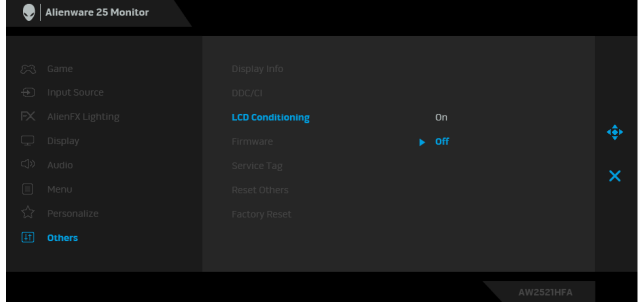 Alienware 25 Monitor
Game
Display Info
Input Source
DDC/CI
AlienFX Lighting
LCD Conditioning
On
Display
Firmware
Off
Audio
Service Tag
Menu
Reset Others
Personalize
Factory Reset
Others
AW2521HFA